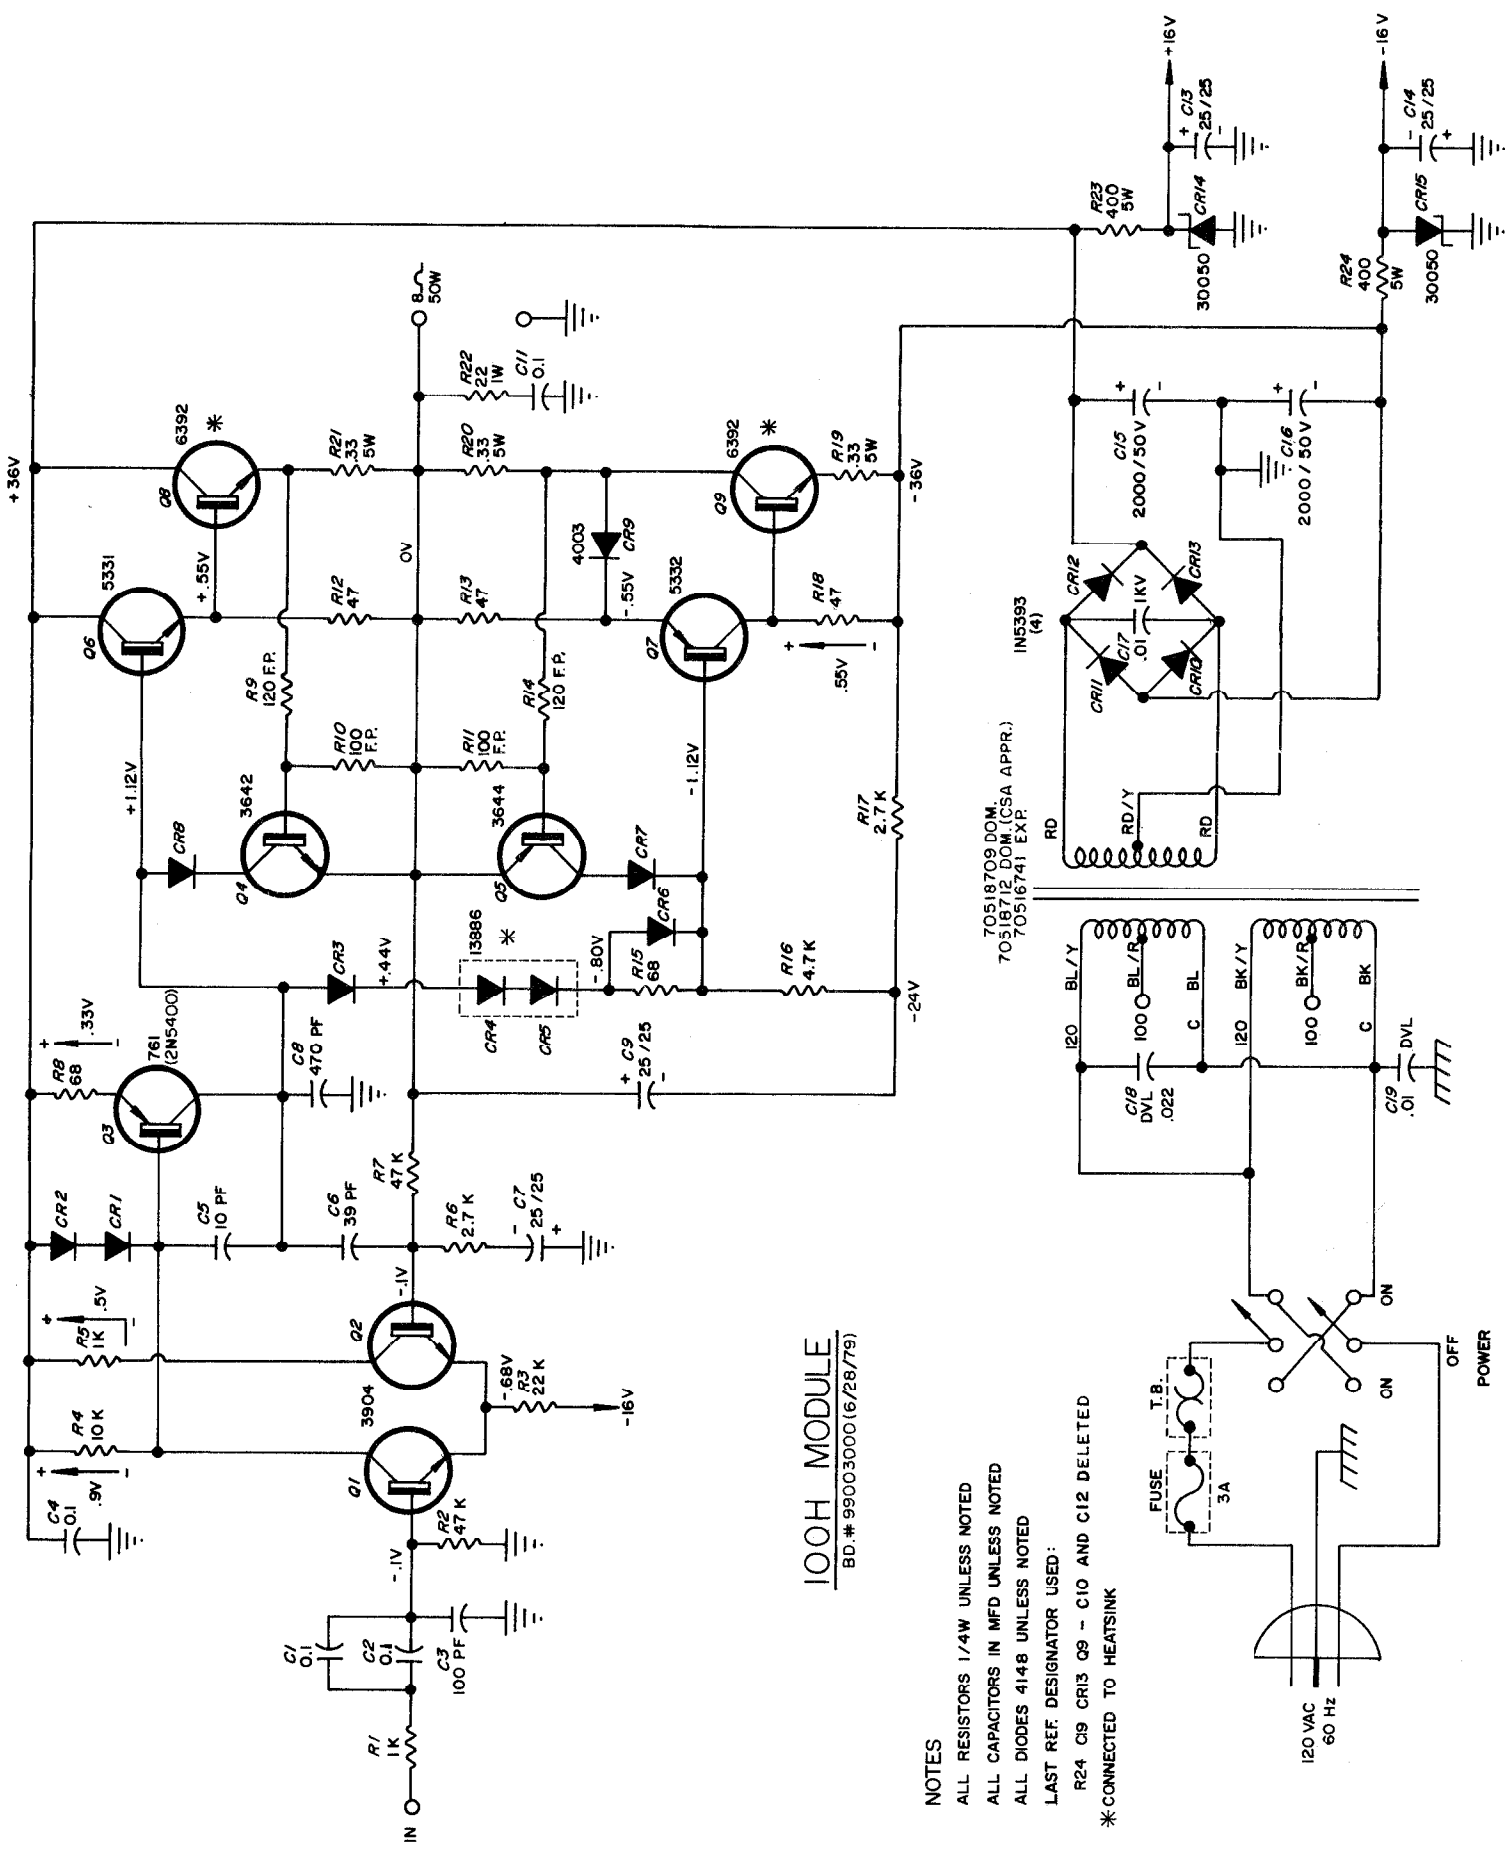 +36V
C4
0.1
.9V
+
-
R4
10 K
R5
1K
+
-
.5V
CR2
CR1
R8
68
+
-
.33V
Q3
761
(2N5400)
C5
10 PF
C6
39 PF
C8
470 PF
CR3
+.44V
+1.12V
CR8
Q4
3642
R9
120 F.P.
R10
100
F.P.
R11
100
F.P.
R14
120 F.P.
Q5
3644
CR7
Q6
5331
+.55V
R12
47
R13
47
0V
Q8
6392
*
R21
.33
5W
R20
.33
5W
4003
CR9
-.55V
Q7
5332
Q9
6392
*
R19
.33
5W
R18
47
+
-
.55V
-36V
R22
22
1W
C11
0.1
8
50W
IN
R1
1K
C1
0.1
C2
0.1
C3
100 PF
-.1V
R2
47 K
Q1
3904
Q2
-.1V
-.68V
R3
22 K
-16V
R7
47 K
R6
2.7 K
-
C7
25/25
+
+
C9
25/25
-
CR4
CR5
13886
*
-.80V
R15
68
CR6
-1.12V
R16
4.7K
R17
2.7 K
-24V
100H MODULE
BD.# 99003000(6/28/79)
NOTES
ALL RESISTORS 1/4W UNLESS NOTED
ALL CAPACITORS IN MFD UNLESS NOTED
ALL DIODES 4148 UNLESS NOTED
LAST REF. DESIGNATOR USED:
R24 C19 CR13 Q9 - C10 AND C12 DELETED
* CONNECTED TO HEATSINK
120 VAC
60 Hz
FUSE
3A
T.B.
ON
ON
OFF
POWER
C18
DVL
.022
C19
.01
DVL
120
BL/Y
100
BL/R
C
BL
120
BK/Y
100
BK/R
C
BK
70518709 DOM.
70518712 DOM.(CSA APPR.)
70516741 EXP.
RD
RD/Y
RD
1N5393
(4)
CR11
CR12
C17
.01
1KV
CR10
CR13
+
C15
2000/50V
-
+
C16
2000/50V
-
R23
400
5W
+16V
30050
CR14
+
C13
25/25
-
R24
400
5W
-16V
30050
CR15
-
C14
25/25
+